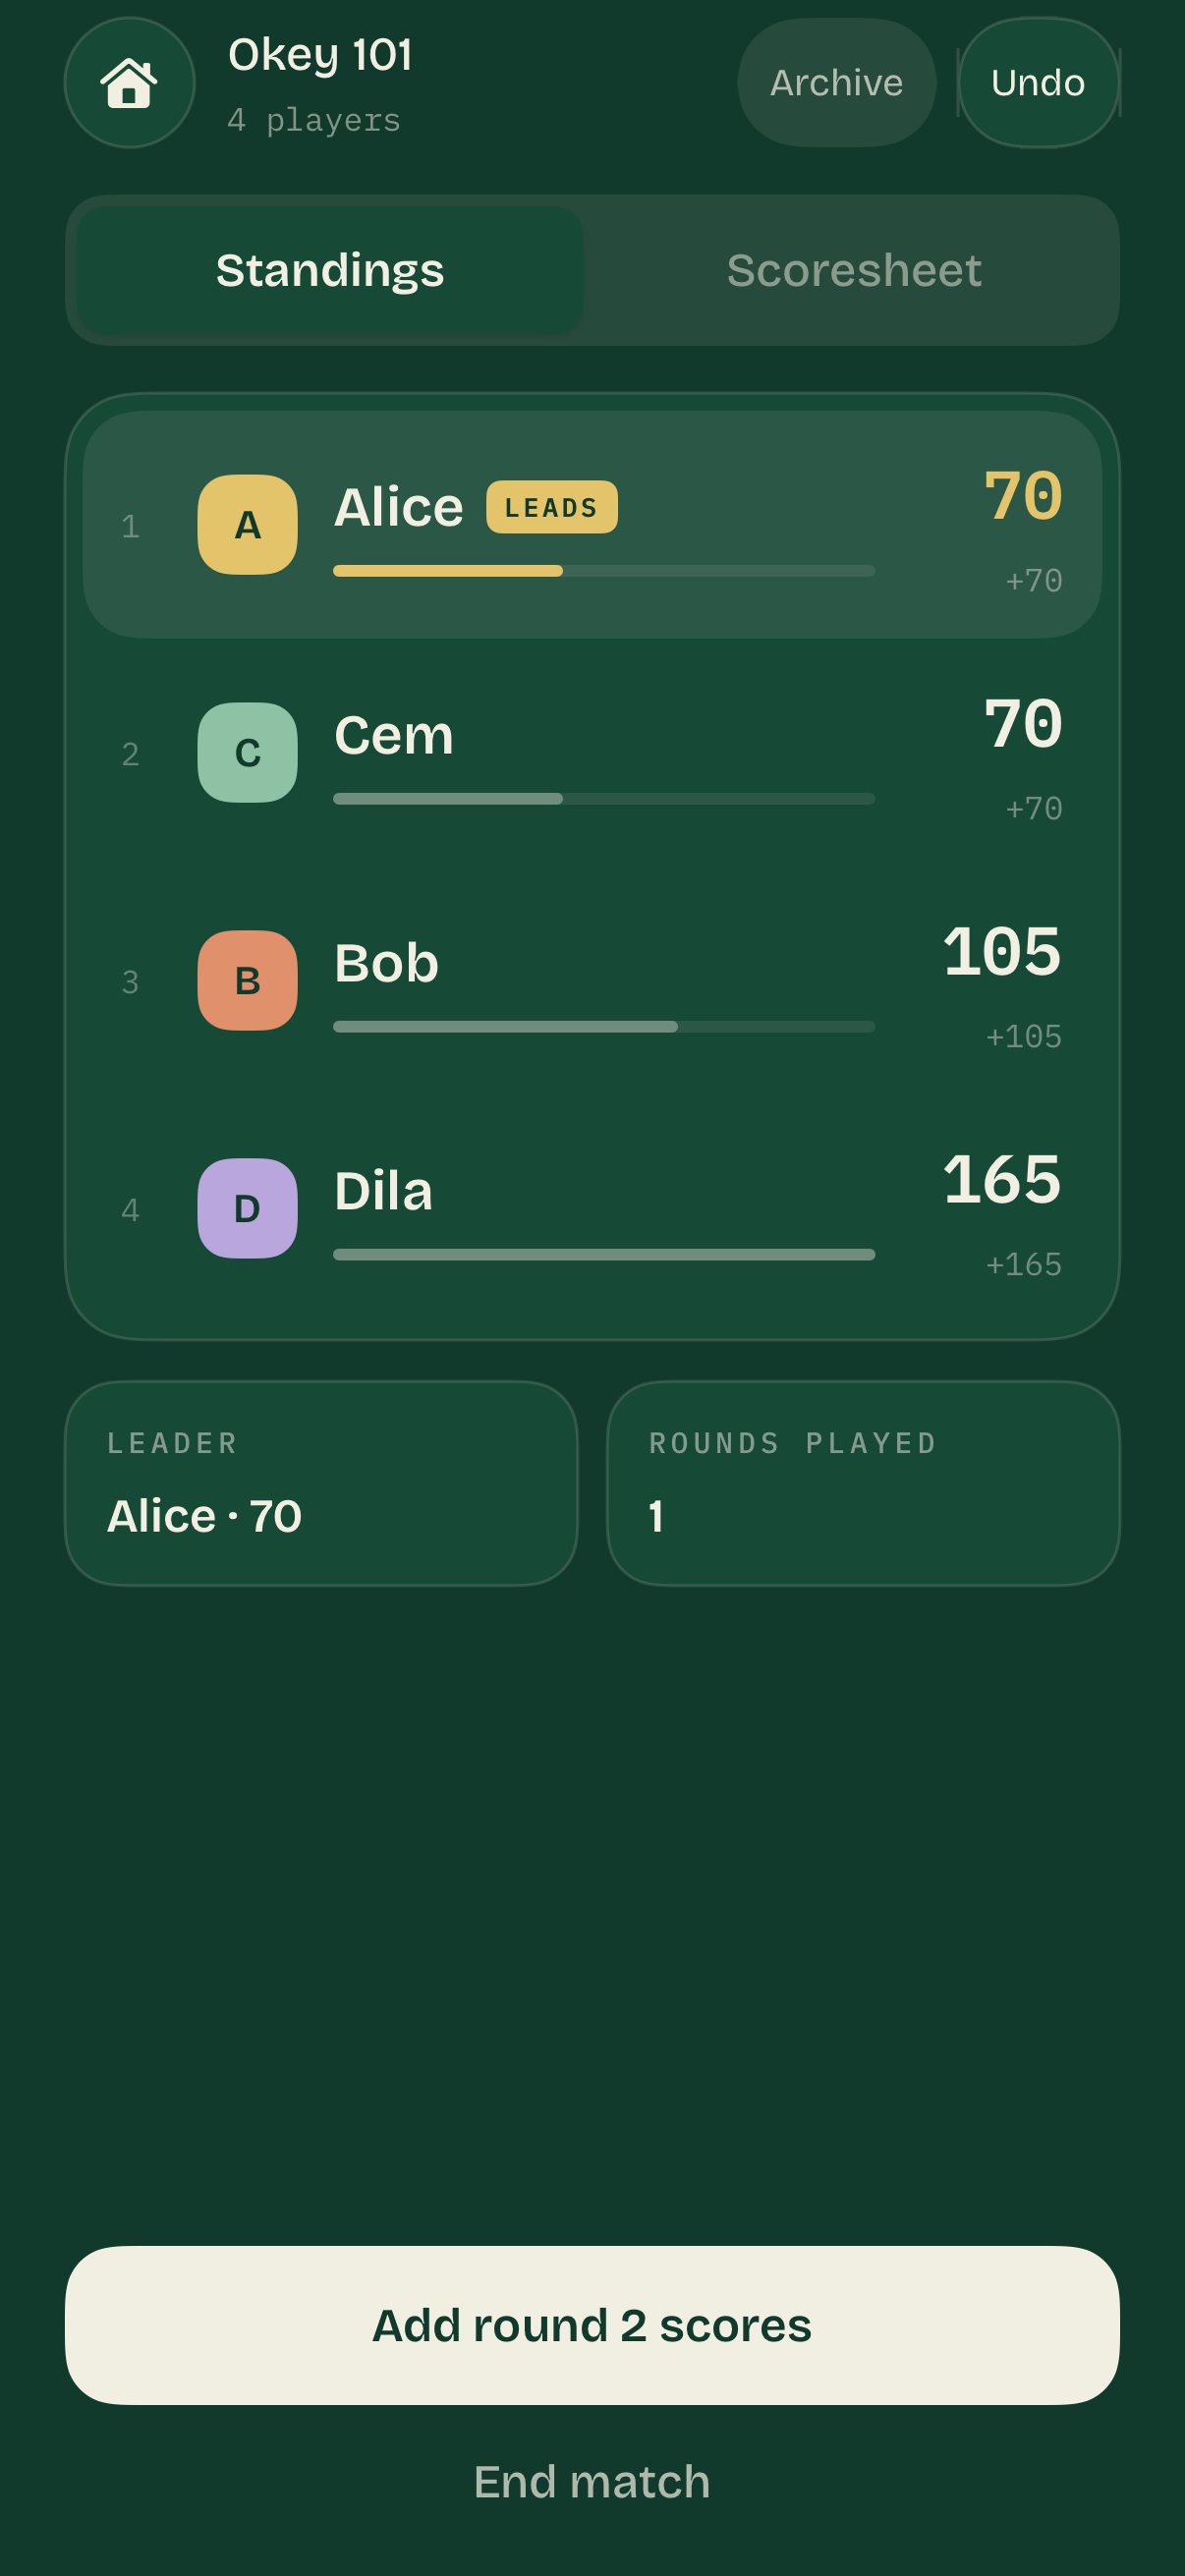 Okey 101
4 players
Archive
Undo
Standings
Scoresheet
1
A
Alice
LEADS
70
+70
2
C
Cem
70
+70
3
B
Bob
105
+105
4
D
Dila
165
+165
LEADER
Alice · 70
ROUNDS PLAYED
1
Add round 2 scores
End match